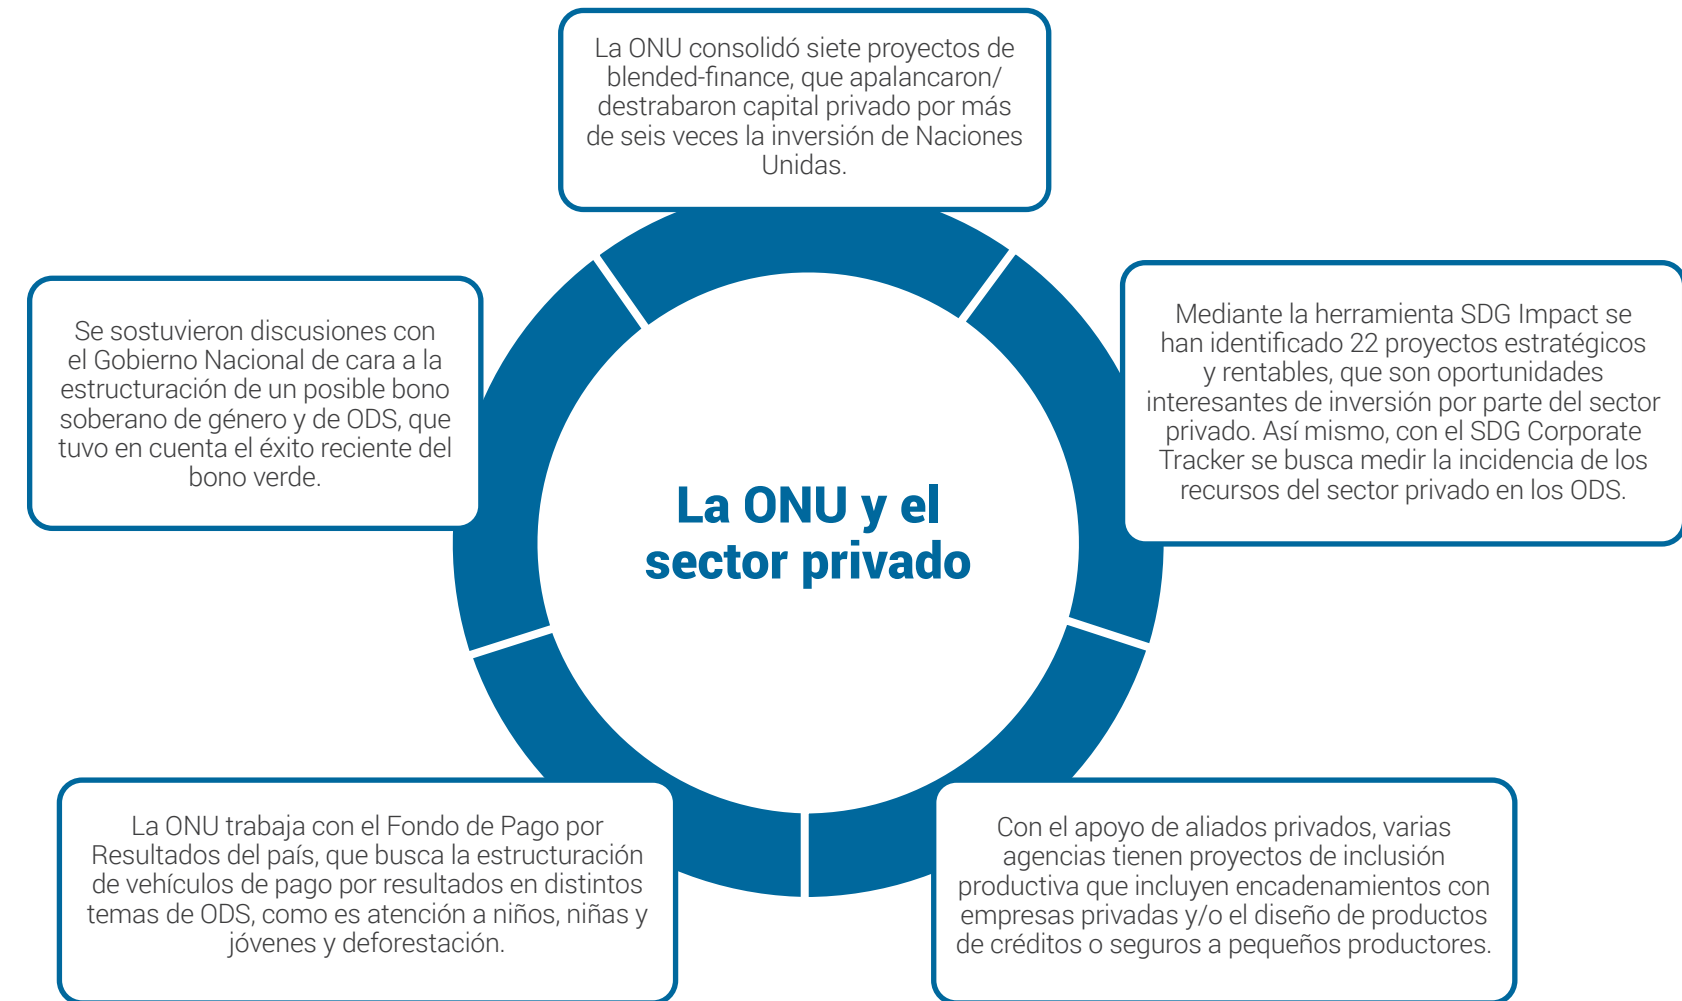 La ONU consolidó siete proyectos de
blended-finance, que apalancaron/
destrabaron capital privado por más
de seis veces la inversión de Naciones
Unidas.
Se sostuvieron discusiones con
el Gobierno Nacional de cara a la
estructuración de un posible bono
soberano de género y de ODS, que
tuvo en cuenta el éxito reciente del
bono verde.
Mediante la herramienta SDG Impact se
han identificado 22 proyectos estratégicos
y rentables, que son oportunidades
interesantes de inversión por parte del sector
privado. Así mismo, con el SDG Corporate
Tracker se busca medir la incidencia de los
recursos del sector privado en los ODS.
La ONU y el
sector privado
La ONU trabaja con el Fondo de Pago por
Resultados del país, que busca la estructuración
de vehículos de pago por resultados en distintos
temas de ODS, como es atención a niños, niñas y
jóvenes y deforestación.
Con el apoyo de aliados privados, varias
agencias tienen proyectos de inclusión
productiva que incluyen encadenamientos con
empresas privadas y/o el diseño de productos
de créditos o seguros a pequeños productores.